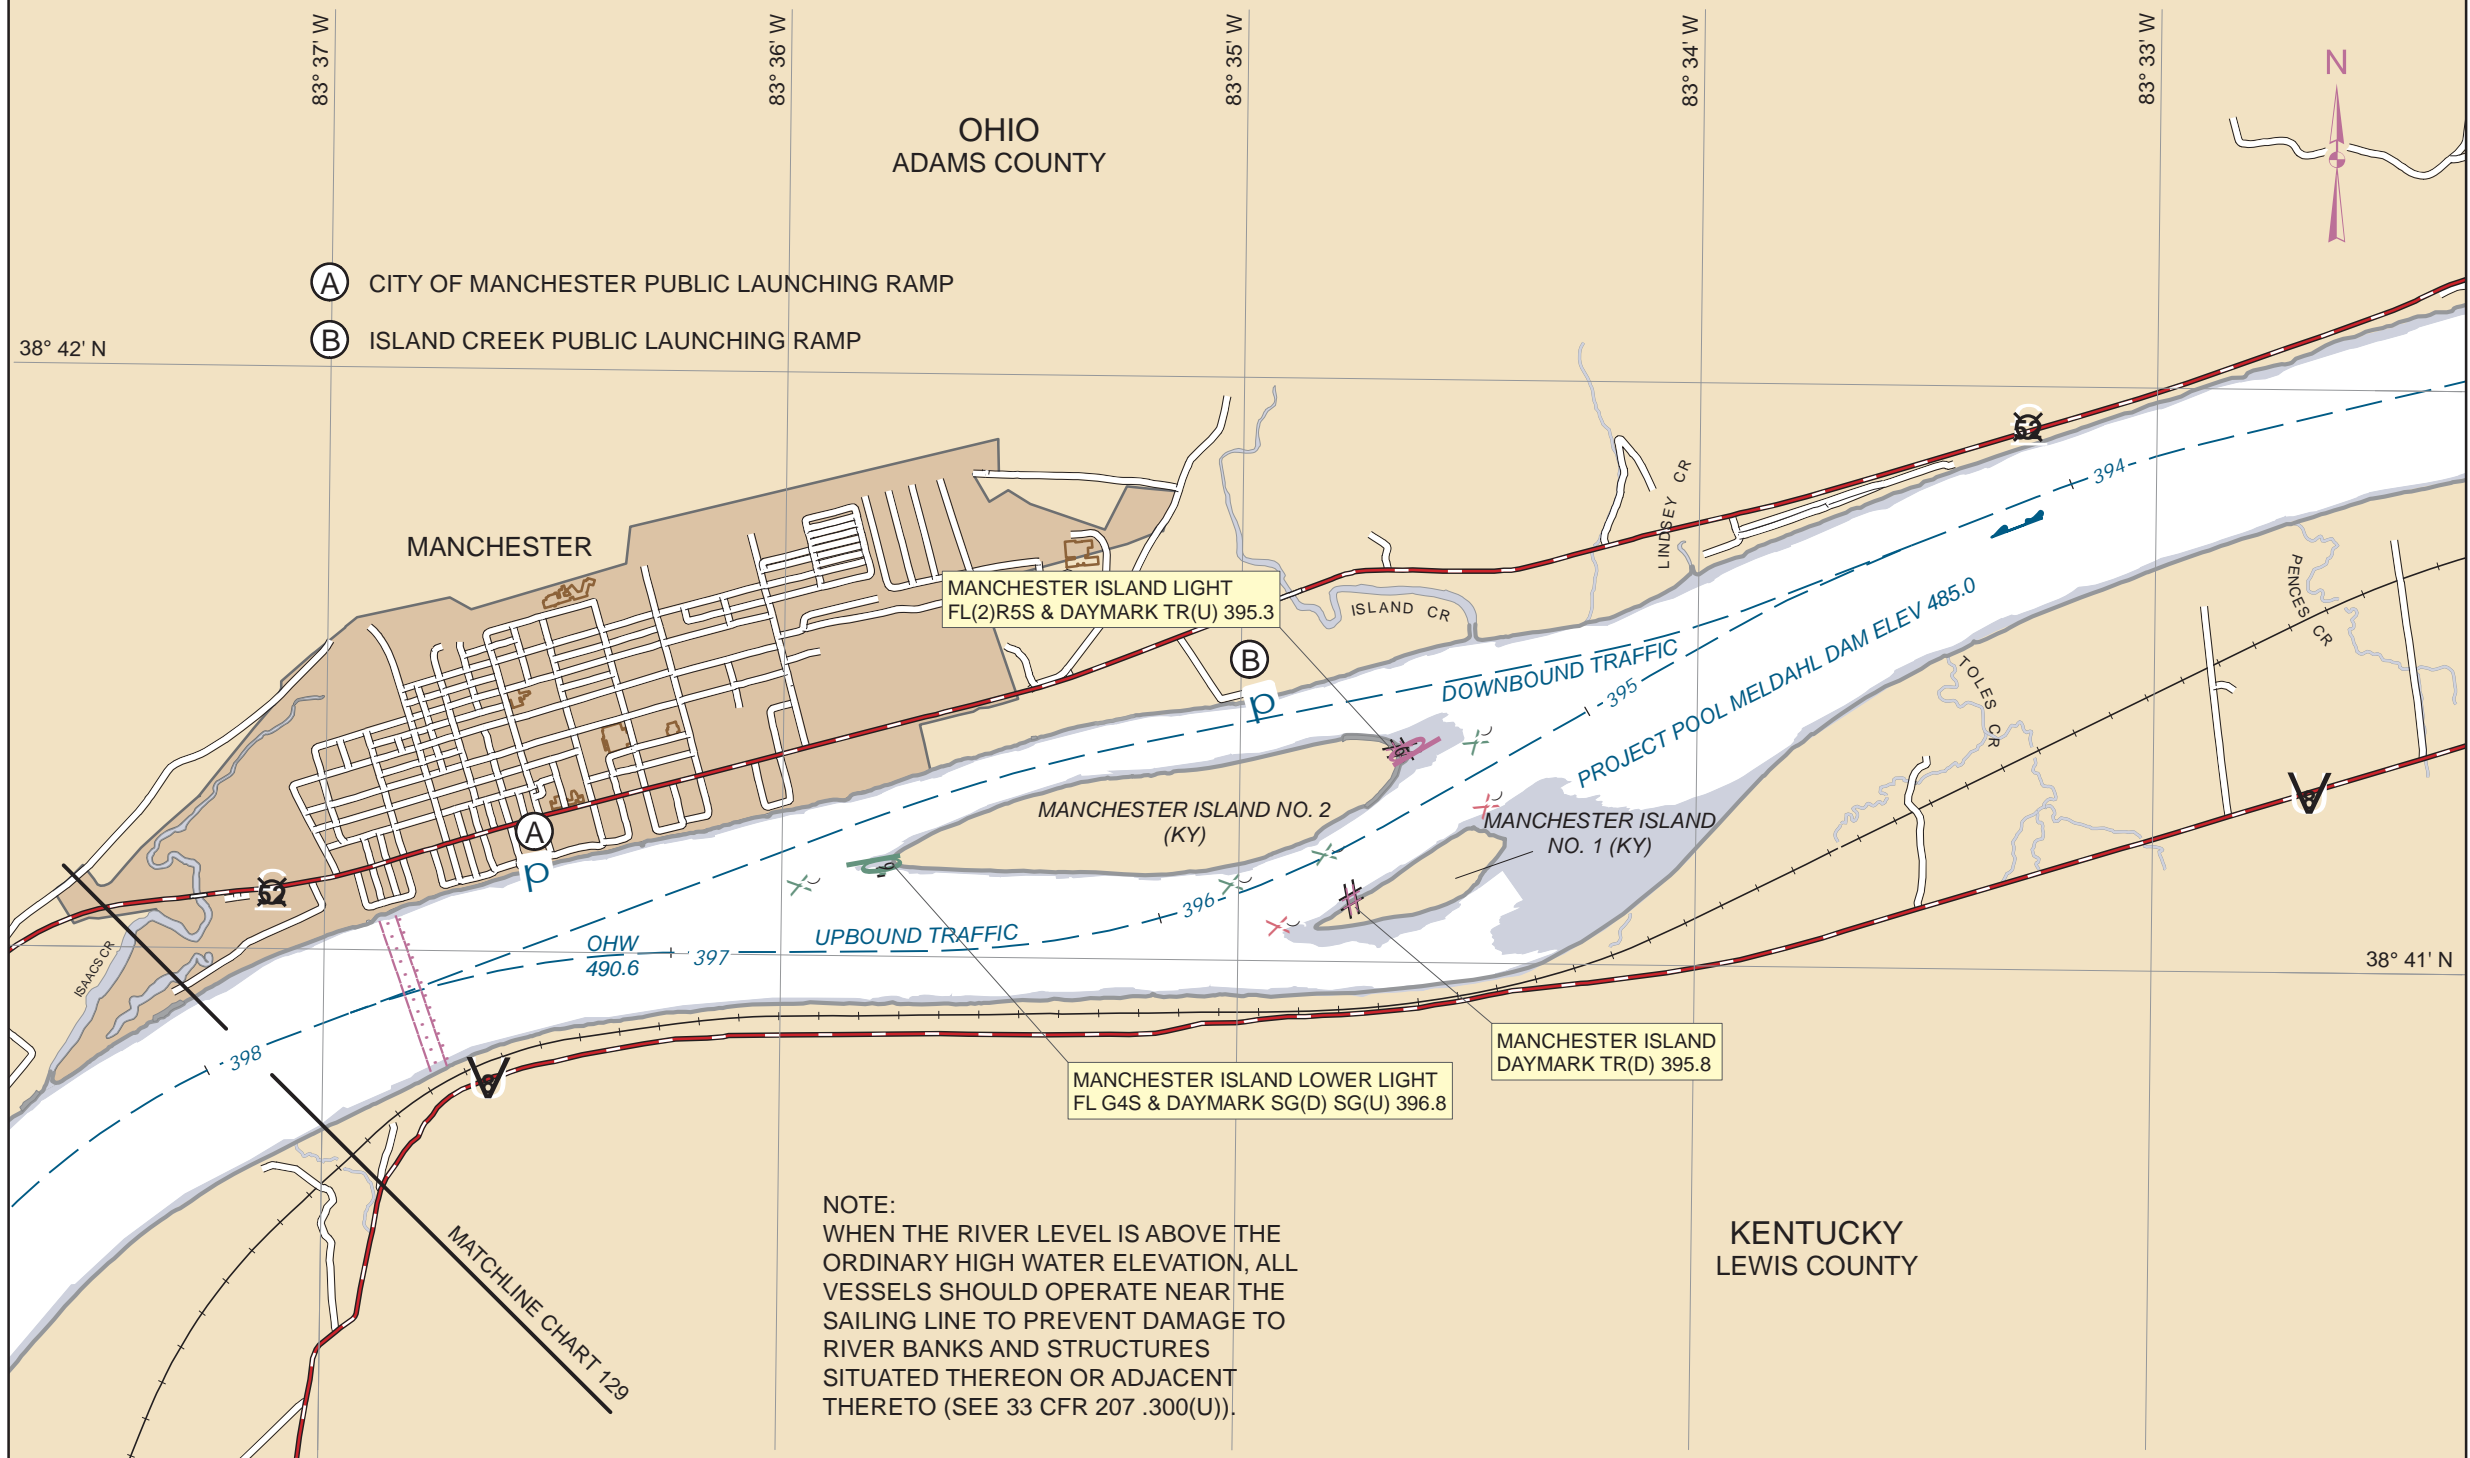 83° 37' W
83° 36' W
83° 35' W
83° 34' W
83° 33' W
N
OHIO
ADAMS COUNTY
A CITY OF MANCHESTER PUBLIC LAUNCHING RAMP
B ISLAND CREEK PUBLIC LAUNCHING RAMP
38° 42' N
52
394
LINDSEY CR
MANCHESTER
MANCHESTER ISLAND LIGHT
FL(2)R5S & DAYMARK TR(U) 395.3
ISLAND CR
PENCES CR
B
p
DOWNBOUND TRAFFIC
395
PROJECT POOL MELDAHL DAM ELEV 485.0
TOLES CR
MANCHESTER ISLAND NO. 2
(KY)
MANCHESTER ISLAND
NO. 1 (KY)
8
A
p
52
396
UPBOUND TRAFFIC
OHW
490.6
397
38° 41' N
ISAACS CR
398
8
MANCHESTER ISLAND
DAYMARK TR(D) 395.8
MANCHESTER ISLAND LOWER LIGHT
FL G4S & DAYMARK SG(D) SG(U) 396.8
MATCHLINE CHART 129
NOTE:
WHEN THE RIVER LEVEL IS ABOVE THE
ORDINARY HIGH WATER ELEVATION, ALL
VESSELS SHOULD OPERATE NEAR THE
SAILING LINE TO PREVENT DAMAGE TO
RIVER BANKS AND STRUCTURES
SITUATED THEREON OR ADJACENT
THERETO (SEE 33 CFR 207 .300(U)).
KENTUCKY
LEWIS COUNTY